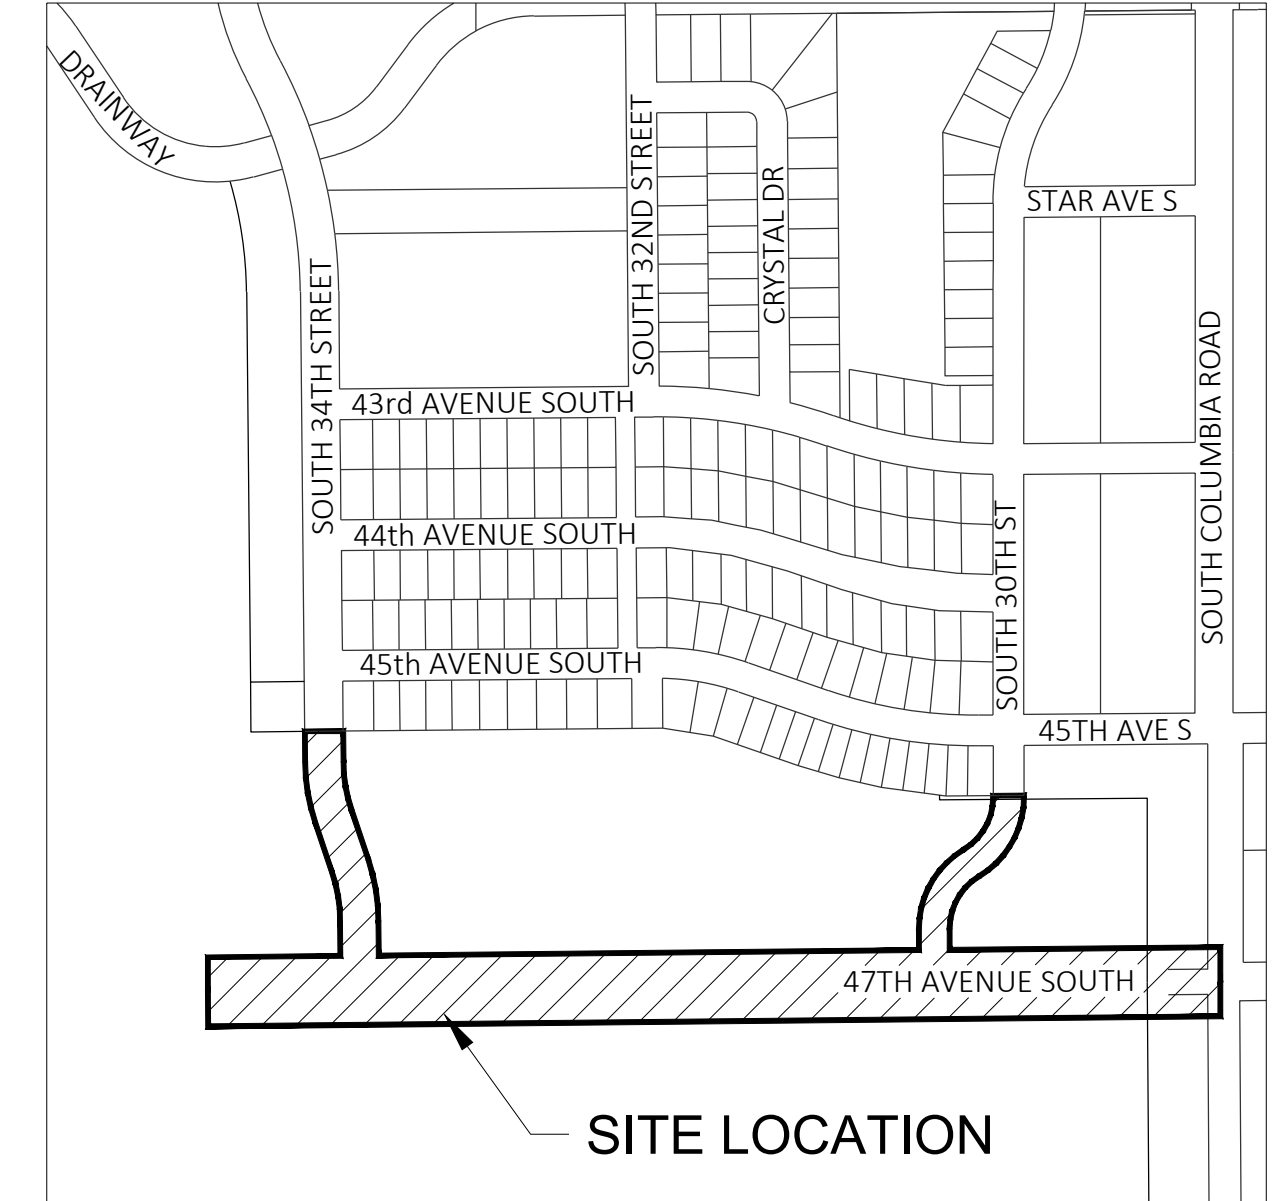 DRAINWAY
SOUTH 34TH STREET
SOUTH 32ND STREET
CRYSTAL DR
STAR AVE S
SOUTH COLUMBIA ROAD
43rd AVENUE SOUTH
44th AVENUE SOUTH
SOUTH 30TH ST
45th AVENUE SOUTH
45TH AVE S
47TH AVENUE SOUTH
SITE LOCATION